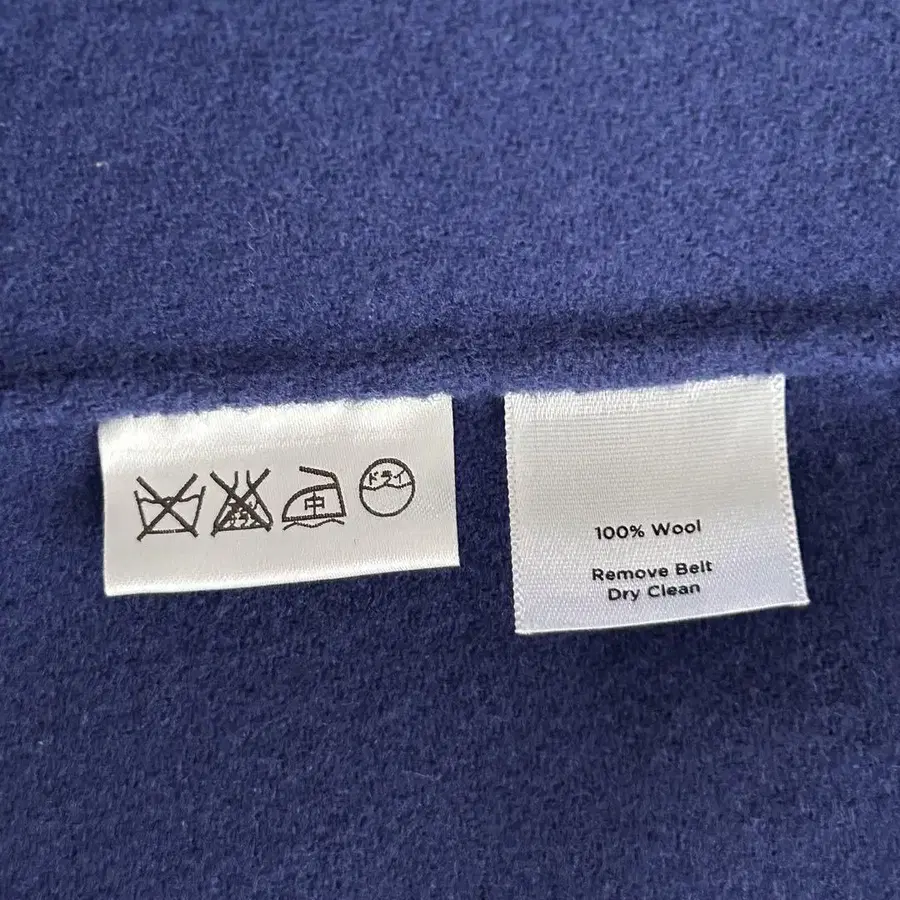 中
ドライ
100% Wool
Remove Belt
Dry Clean